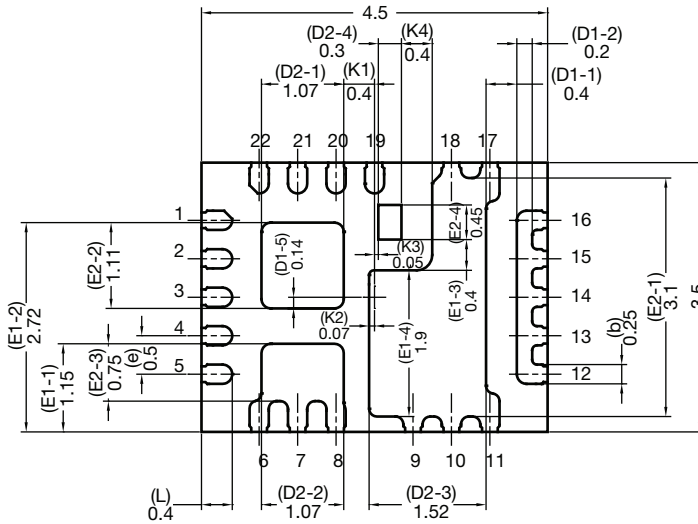 4.5
(D2-4)
0.3
(K4)
0.4
(D1-2)
0.2
(D2-1)
1.07
(K1)
0.4
(D1-1)
0.4
22
21
20
19
18
17
1
2
3
4
5
16
15
14
13
12
6
7
8
9
10
11
(E1-2)
2.72
(E2-2)
1.11
(E1-1)
1.15
(E2-3)
0.75
(e)
0.5
(D1-5)
0.14
(K2)
0.07
(K3)
0.05
(E2-4)
0.45
(E1-3)
0.4
(E1-4)
1.9
(b)
0.25
(E2-1)
3.1
(L)
0.4
(D2-2)
1.07
(D2-3)
1.52